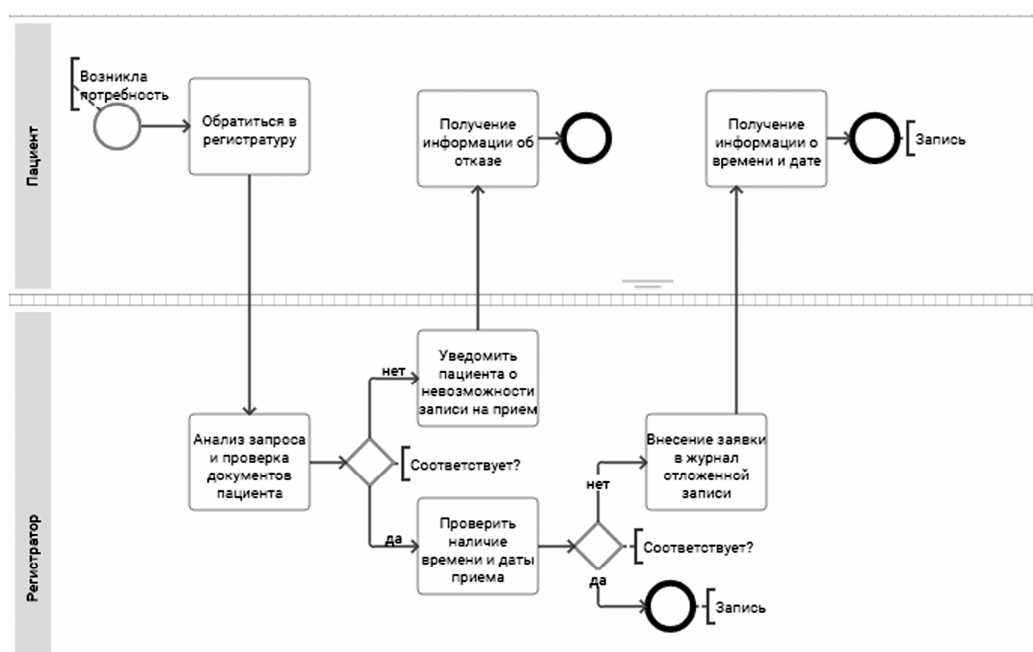 Пациент
Возникла
потребность
Обратиться в
регистратуру
Получение
информации об
отказе
Получение
информации о
времени и дате
Запись
Регистратор
Анализ запроса
и проверка
документов
пациента
нет
Уведомить
пациента о
невозможности
записи на прием
Соответствует?
да
Проверить
наличие
времени и даты
приема
нет
Внесение заявки
в журнал
отложенной
записи
Соответствует?
да
Запись